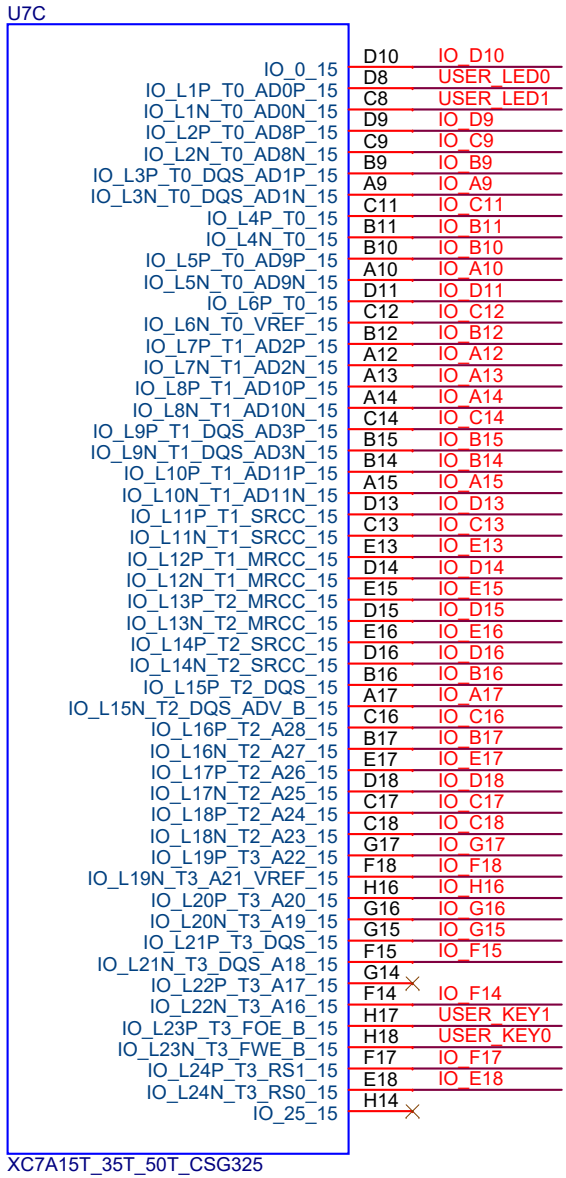 U7C
IO_0_15 D10 IO_D10
IO_L1P_T0_AD0P_15 D8 USER_LED0
IO_L1N_T0_AD0N_15 C8 USER_LED1
IO_L2P_T0_AD8P_15 D9 IO_D9
IO_L2N_T0_AD8N_15 C9 IO_C9
IO_L3P_T0_DQS_AD1P_15 B9 IO_B9
IO_L3N_T0_DQS_AD1N_15 A9 IO_A9
IO_L4P_T0_15 C11 IO_C11
IO_L4N_T0_15 B11 IO_B11
IO_L5P_T0_AD9P_15 B10 IO_B10
IO_L5N_T0_AD9N_15 A10 IO_A10
IO_L6P_T0_15 D11 IO_D11
IO_L6N_T0_VREF_15 C12 IO_C12
IO_L7P_T1_AD2P_15 B12 IO_B12
IO_L7N_T1_AD2N_15 A12 IO_A12
IO_L8P_T1_AD10P_15 A13 IO_A13
IO_L8N_T1_AD10N_15 A14 IO_A14
IO_L9P_T1_DQS_AD3P_15 C14 IO_C14
IO_L9N_T1_DQS_AD3N_15 B15 IO_B15
IO_L10P_T1_AD11P_15 B14 IO_B14
IO_L10N_T1_AD11N_15 A15 IO_A15
IO_L11P_T1_SRCC_15 D13 IO_D13
IO_L11N_T1_SRCC_15 C13 IO_C13
IO_L12P_T1_MRCC_15 E13 IO_E13
IO_L12N_T1_MRCC_15 D14 IO_D14
IO_L13P_T2_MRCC_15 E15 IO_E15
IO_L13N_T2_MRCC_15 D15 IO_D15
IO_L14P_T2_SRCC_15 E16 IO_E16
IO_L14N_T2_SRCC_15 D16 IO_D16
IO_L15P_T2_DQS_15 B16 IO_B16
IO_L15N_T2_DQS_ADV_B_15 A17 IO_A17
IO_L16P_T2_A28_15 C16 IO_C16
IO_L16N_T2_A27_15 B17 IO_B17
IO_L17P_T2_A26_15 E17 IO_E17
IO_L17N_T2_A25_15 D18 IO_D18
IO_L18P_T2_A24_15 C17 IO_C17
IO_L18N_T2_A23_15 C18 IO_C18
IO_L19P_T3_A22_15 G17 IO_G17
IO_L19N_T3_A21_VREF_15 F18 IO_F18
IO_L20P_T3_A20_15 H16 IO_H16
IO_L20N_T3_A19_15 G16 IO_G16
IO_L21P_T3_DQS_15 G15 IO_G15
IO_L21N_T3_DQS_A18_15 F15 IO_F15
IO_L22P_T3_A17_15 G14
IO_L22N_T3_A16_15 F14 IO_F14
IO_L23P_T3_FOE_B_15 H17 USER_KEY1
IO_L23N_T3_FWE_B_15 H18 USER_KEY0
IO_L24P_T3_RS1_15 F17 IO_F17
IO_L24N_T3_RS0_15 E18 IO_E18
IO_25_15 H14
XC7A15T_35T_50T_CSG325